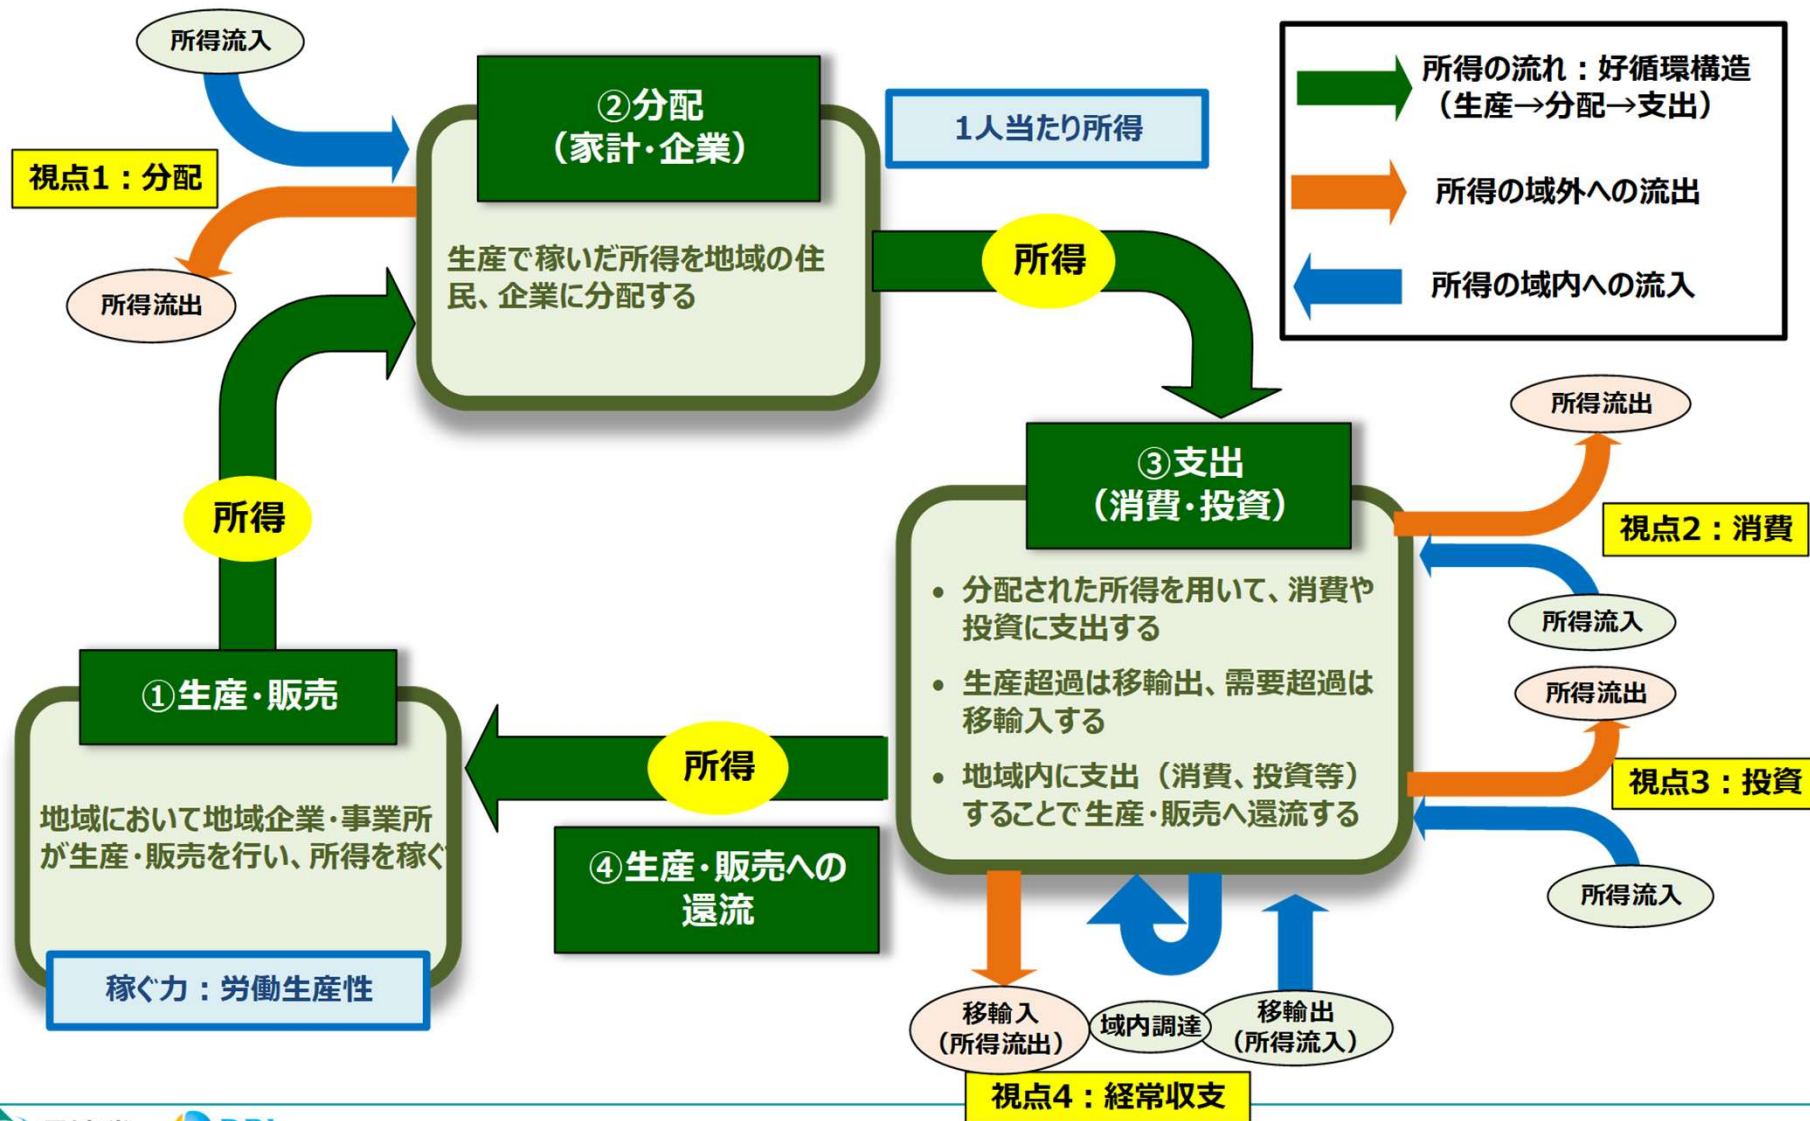 所得流入
②分配
（家計・企業）
1人当たり所得
所得の流れ：好循環構造
（生産→分配→支出）
所得の域外への流出
所得の域内への流入
視点1：分配
所得流出
生産で稼いだ所得を地域の住
民、企業に分配する
所得
所得
③支出
（消費・投資）
所得流出
視点2：消費
所得流入
・分配された所得を用いて、消費や
投資に支出する
・生産超過は移輸出、需要超過は
移輸入する
・地域内に支出（消費、投資等）
することで生産・販売へ還流する
所得流出
視点3：投資
所得流入
①生産・販売
地域において地域企業・事業所
が生産・販売を行い、所得を稼ぐ
稼ぐ力：労働生産性
所得
④生産・販売への
還流
移輸入
（所得流出）
域内調達
移輸出
（所得流入）
視点4：経常収支